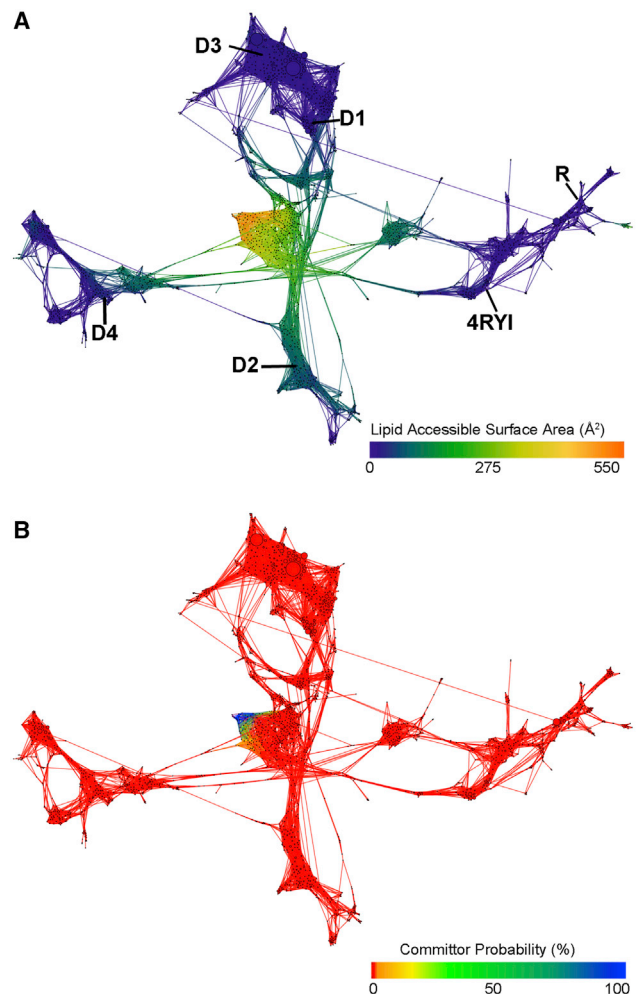 A
D3
D1
R
D4
4RYI
D2
Lipid Accessible Surface Area (Å²)
0 275 550
B
Committor Probability (%)
0 50 100